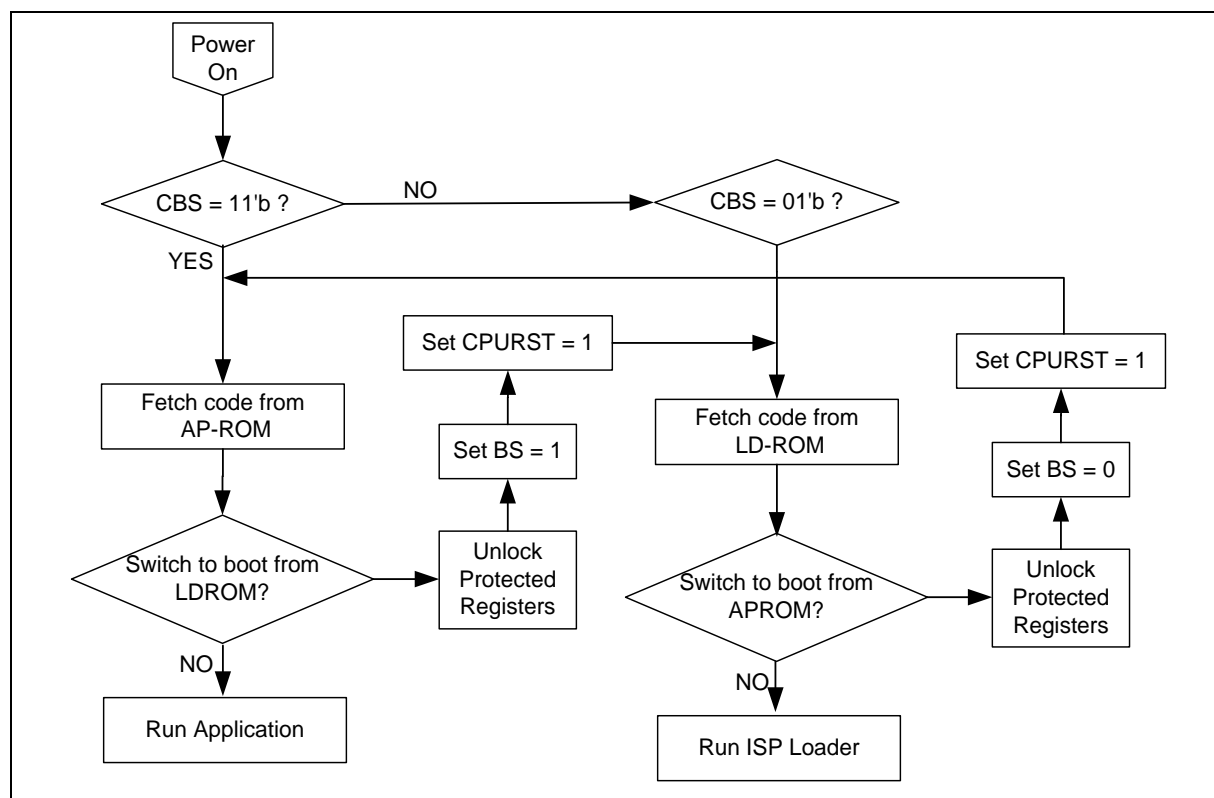 Power
On
CBS = 11'b ?
NO
CBS = 01'b ?
YES
Set CPURST = 1
Set CPURST = 1
Fetch code from
AP-ROM
Fetch code from
LD-ROM
Set BS = 1
Set BS = 0
Switch to boot from
LDROM?
Unlock
Protected
Registers
Switch to boot from
APROM?
Unlock
Protected
Registers
NO
NO
Run Application
Run ISP Loader